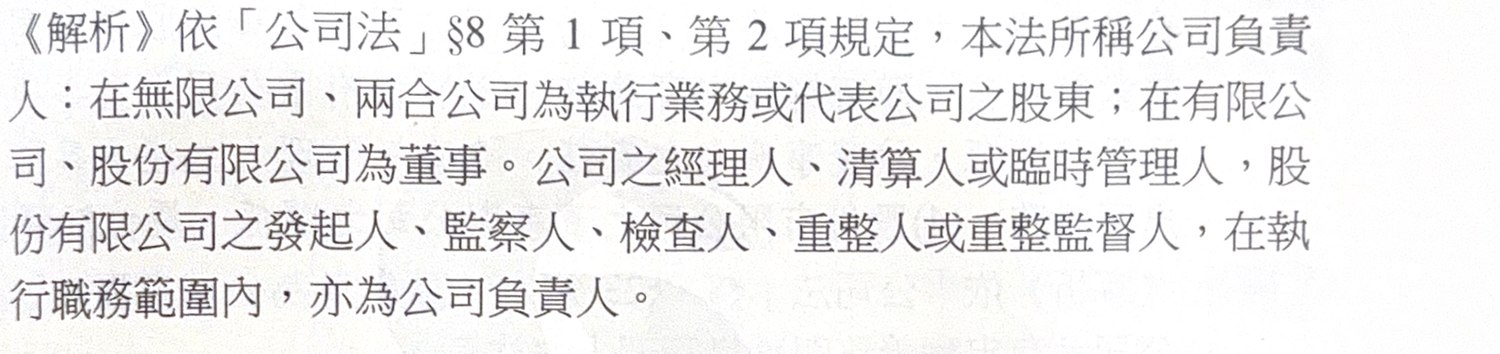 《解析》依「公司法」§8 第 1 項、第 2 項規定，本法所稱公司負責
人：在無限公司、兩合公司為執行業務或代表公司之股東；在有限公
司、股份有限公司為董事。公司之經理人、清算人或臨時管理人，股
份有限公司之發起人、監察人、檢查人、重整人或重整監督人，在執
行職務範圍內，亦為公司負責人。